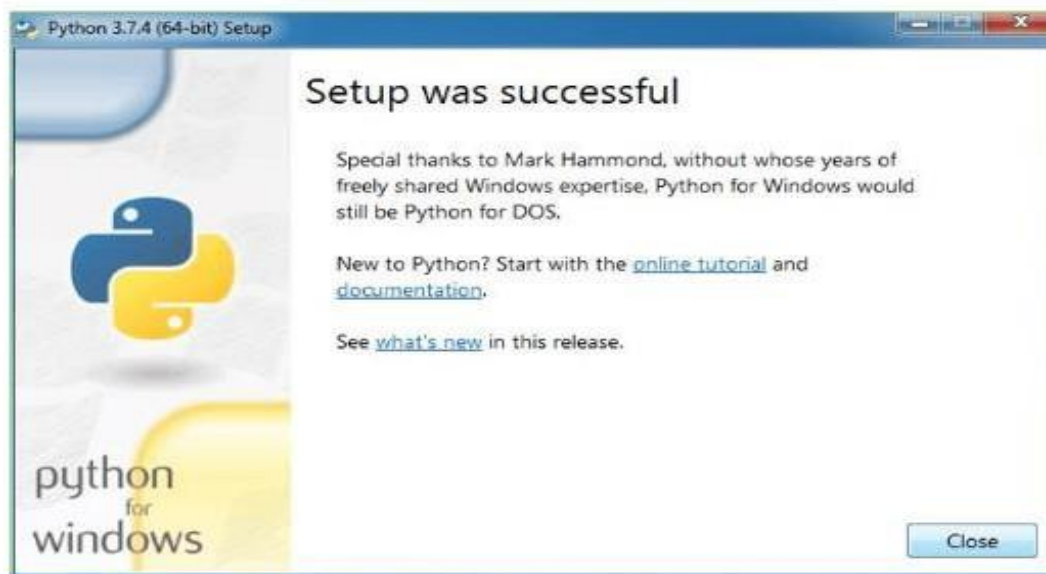 Python 3.7.4 (64-bit) Setup
Setup was successful
Special thanks to Mark Hammond, without whose years of
freely shared Windows expertise, Python for Windows would
still be Python for DOS.
New to Python? Start with the online tutorial and
documentation.
See what's new in this release.
python
for
windows
Close